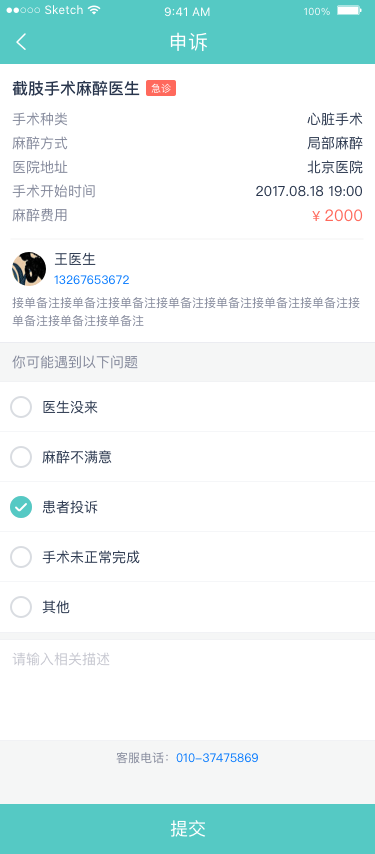 Sketch 9:41 AM 100%
申诉
截肢手术麻醉医生 急诊
手术种类 心脏手术
麻醉方式 局部麻醉
医院地址 北京医院
手术开始时间 2017.08.18 19:00
麻醉费用 ¥ 2000
王医生
13267653672
接单备注接单备注接单备注接单备注接单备注接单备注接单备注接
单备注接单备注接单备注
你可能遇到以下问题
医生没来
麻醉不满意
患者投诉
手术未正常完成
其他
请输入相关描述
客服电话：010-37475869
提交